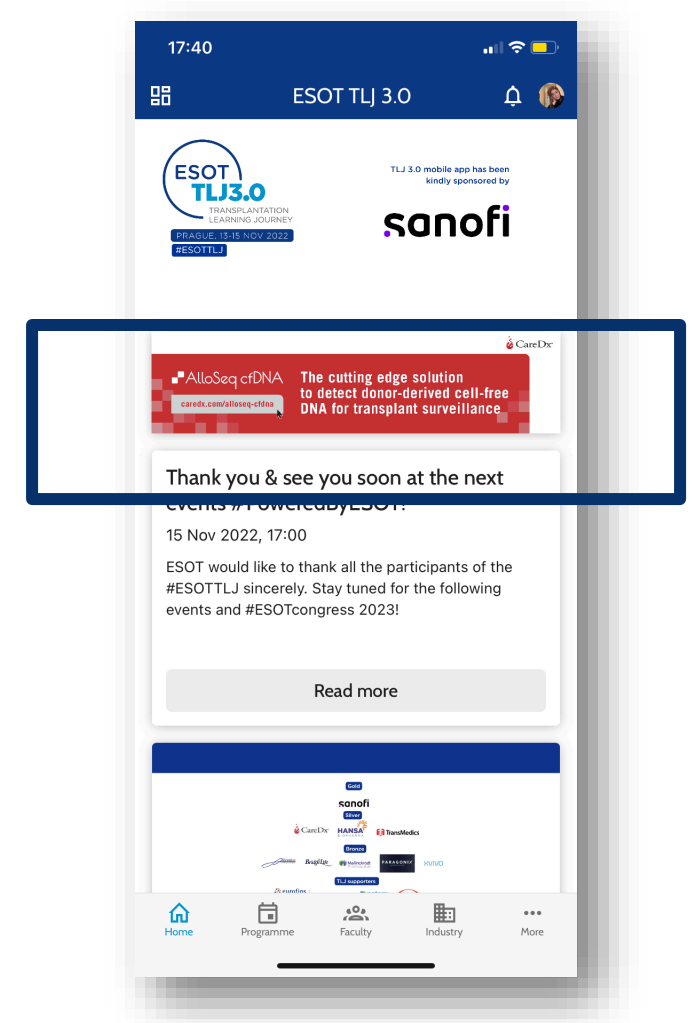 17:40
ESOT TLJ 3.0
ESOT
TLJ3.0
TRANSPLANTATION
LEARNING JOURNEY
PRAGUE, 13-15 NOV 2022
#ESOTTLJ
TLJ 3.0 mobile app has been
kindly sponsored by
sanofi
CareDx
AlloSeq cfDNA
caredx.com/alloseq-cfdna
The cutting edge solution
to detect donor-derived cell-free
DNA for transplant surveillance
Thank you & see you soon at the next
events #PoweredByESOT!
15 Nov 2022, 17:00
ESOT would like to thank all the participants of the
#ESOTTLJ sincerely. Stay tuned for the following
events and #ESOTcongress 2023!
Read more
Gold
sanofi
Silver
CareDx HANSA TransMedics
Bronze
BridgeLife Mallinckrodt PARAGONIX XVIVO
TLJ supporters
eurofins
Home Programme Faculty Industry More